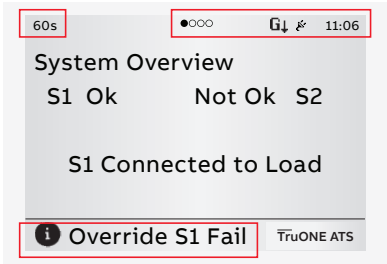 60s G↓ 11:06
System Overview
S1 Ok Not Ok S2
S1 Connected to Load
i Override S1 Fail TruONE ATS